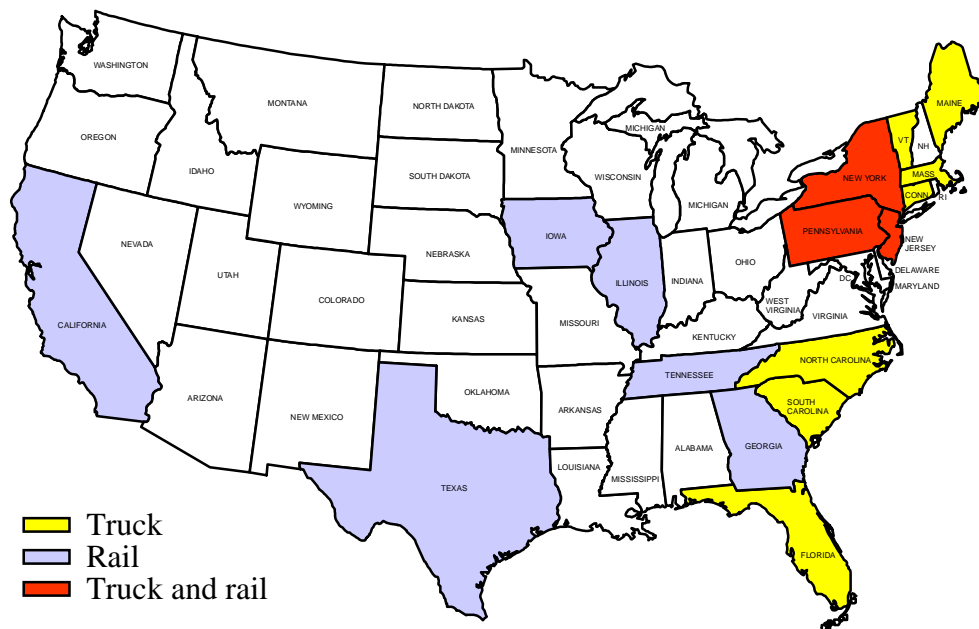 WASHINGTON
MONTANA
NORTH DAKOTA
MINNESOTA
MICHIGAN
MAINE
VT
NH
OREGON
IDAHO
SOUTH DAKOTA
WISCONSIN
MICHIGAN
NEW YORK
MASS
CONN
RI
WYOMING
NEVADA
UTAH
COLORADO
NEBRASKA
IOWA
ILLINOIS
INDIANA
OHIO
PENNSYLVANIA
NEW
JERSEY
DELAWARE
MARYLAND
DC
CALIFORNIA
KANSAS
MISSOURI
KENTUCKY
WEST
VIRGINIA
VIRGINIA
ARIZONA
NEW MEXICO
OKLAHOMA
ARKANSAS
TENNESSEE
NORTH CAROLINA
SOUTH
CAROLINA
TEXAS
LOUISIANA
MISSISSIPPI
ALABAMA
GEORGIA
FLORIDA
Truck
Rail
Truck and rail